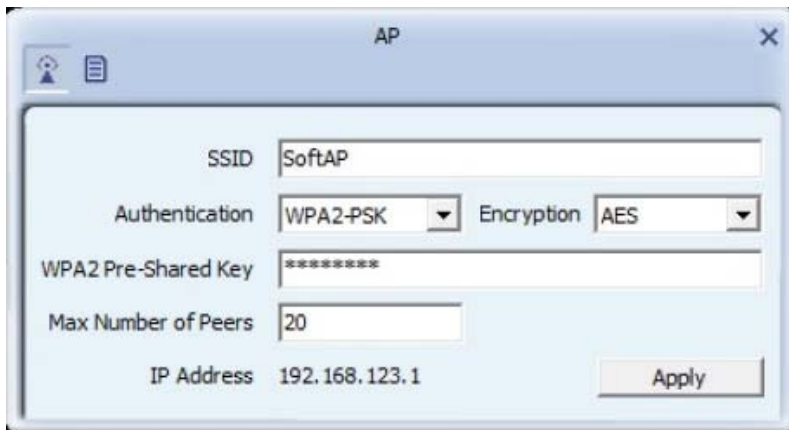 AP
SSID SoftAP
Authentication WPA2-PSK Encryption AES
WPA2 Pre-Shared Key ********
Max Number of Peers 20
IP Address 192.168.123.1 Apply